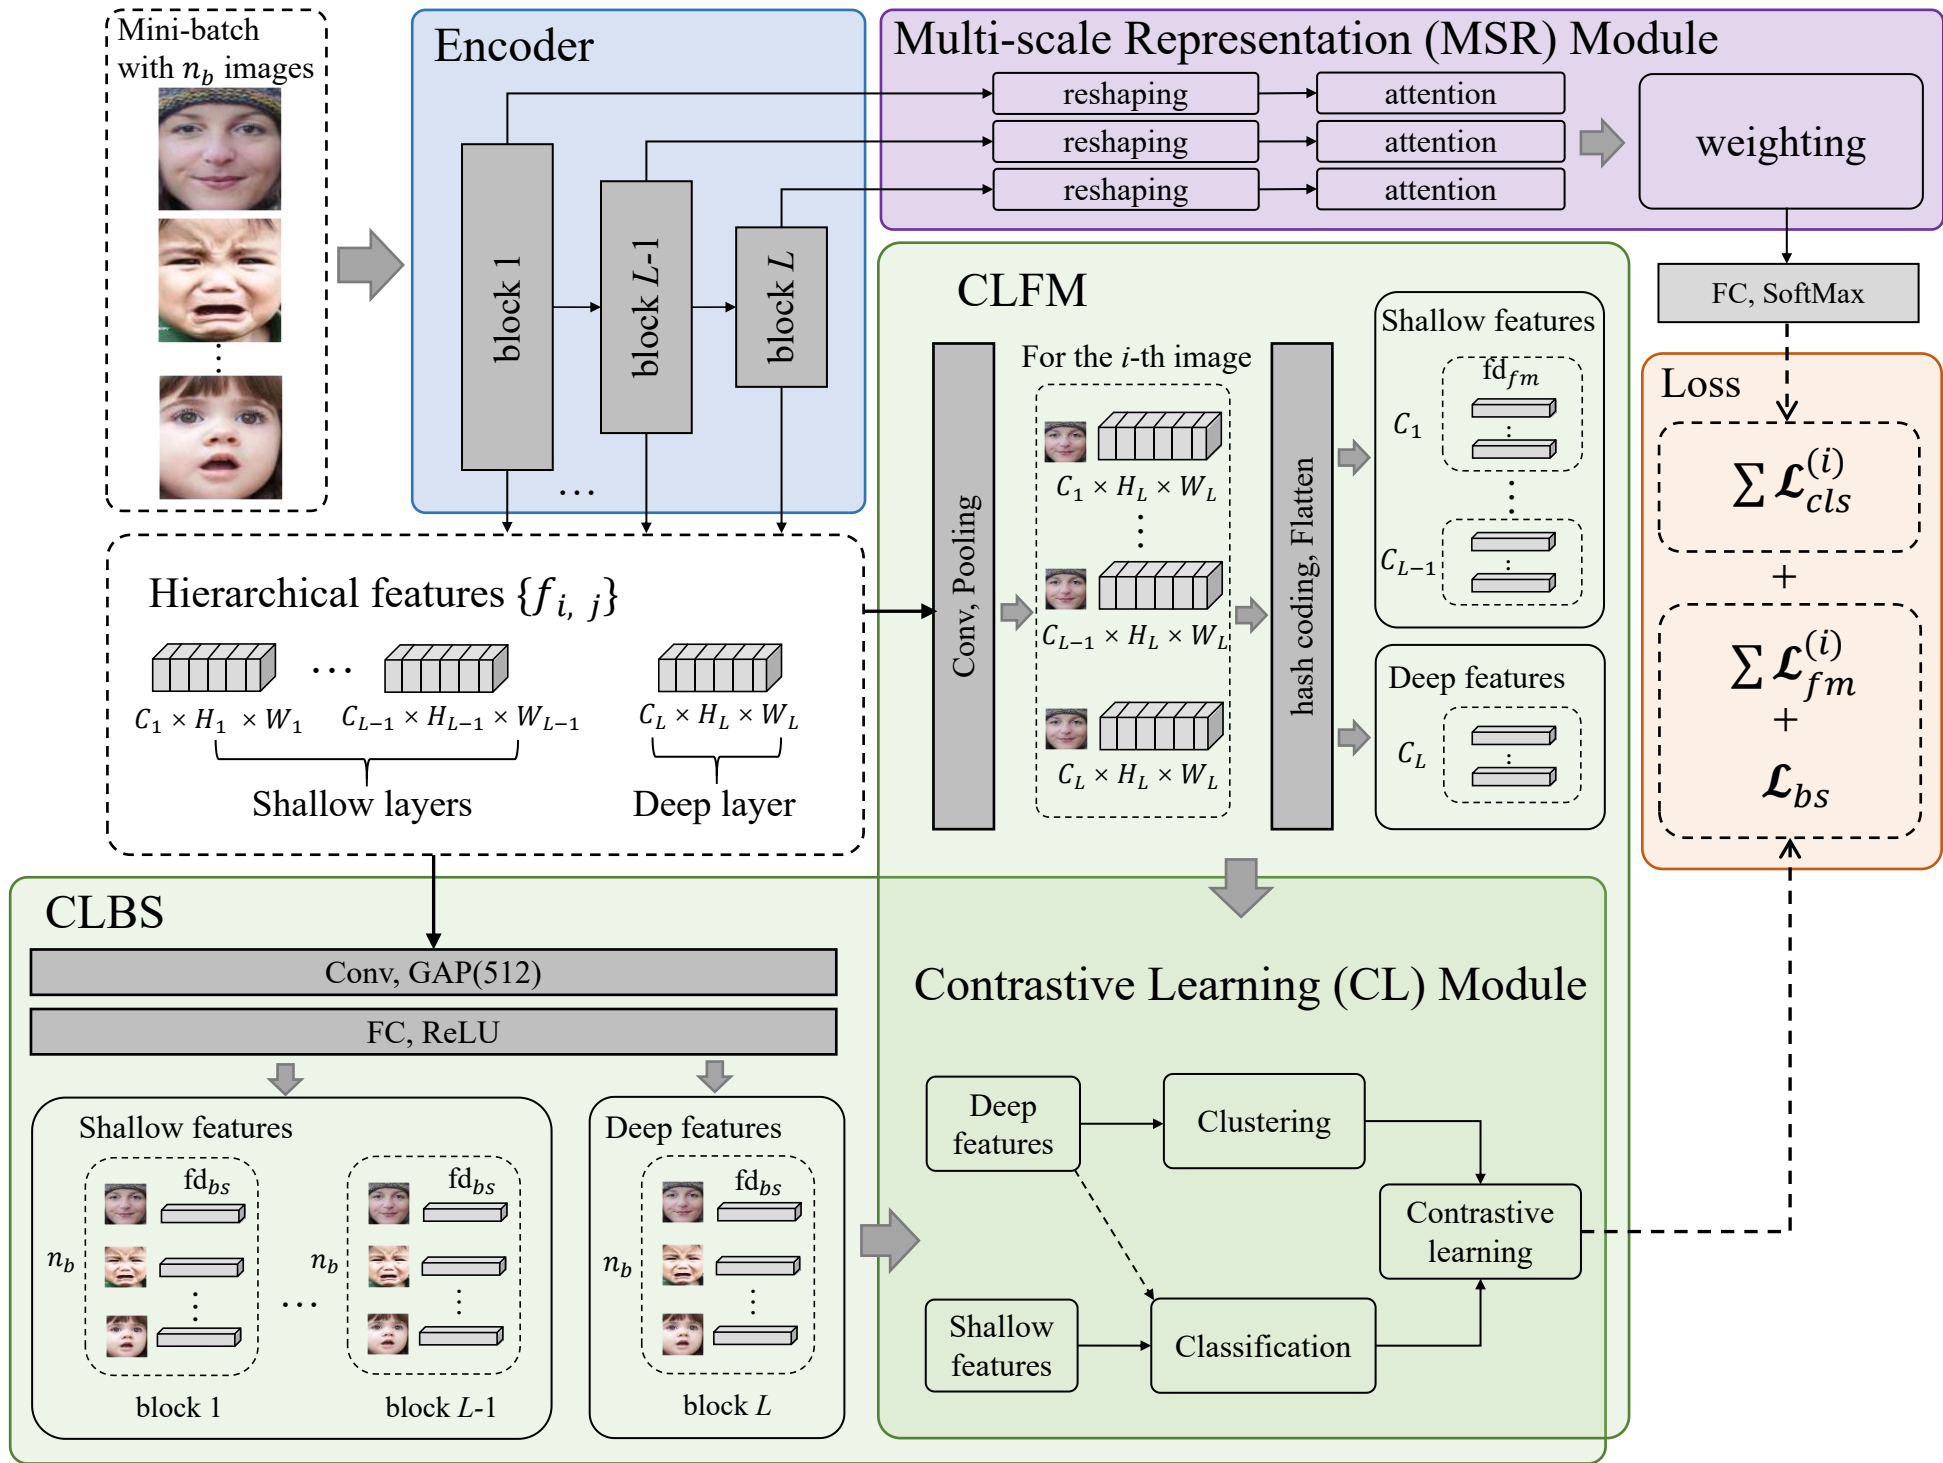 Mini-batch
with n_b images
Encoder
block 1
block L-1
block L
...
Multi-scale Representation (MSR) Module
reshaping
attention
reshaping
attention
reshaping
attention
weighting
FC, SoftMax
Loss
∑ ℒ_cls^(i)
+
∑ ℒ_fm^(i)
+
ℒ_bs
Hierarchical features {f_{i, j}}
...
C_1 × H_1 × W_1
C_{L−1} × H_{L−1} × W_{L−1}
C_L × H_L × W_L
Shallow layers
Deep layer
CLFM
Conv, Pooling
For the i-th image
C_1 × H_L × W_L
C_{L−1} × H_L × W_L
C_L × H_L × W_L
hash coding, Flatten
Shallow features
fd_fm
C_1
C_{L−1}
Deep features
C_L
CLBS
Conv, GAP(512)
FC, ReLU
Shallow features
fd_bs
n_b
block 1
...
fd_bs
n_b
block L-1
Deep features
fd_bs
n_b
block L
Contrastive Learning (CL) Module
Deep
features
Clustering
Contrastive
learning
Shallow
features
Classification